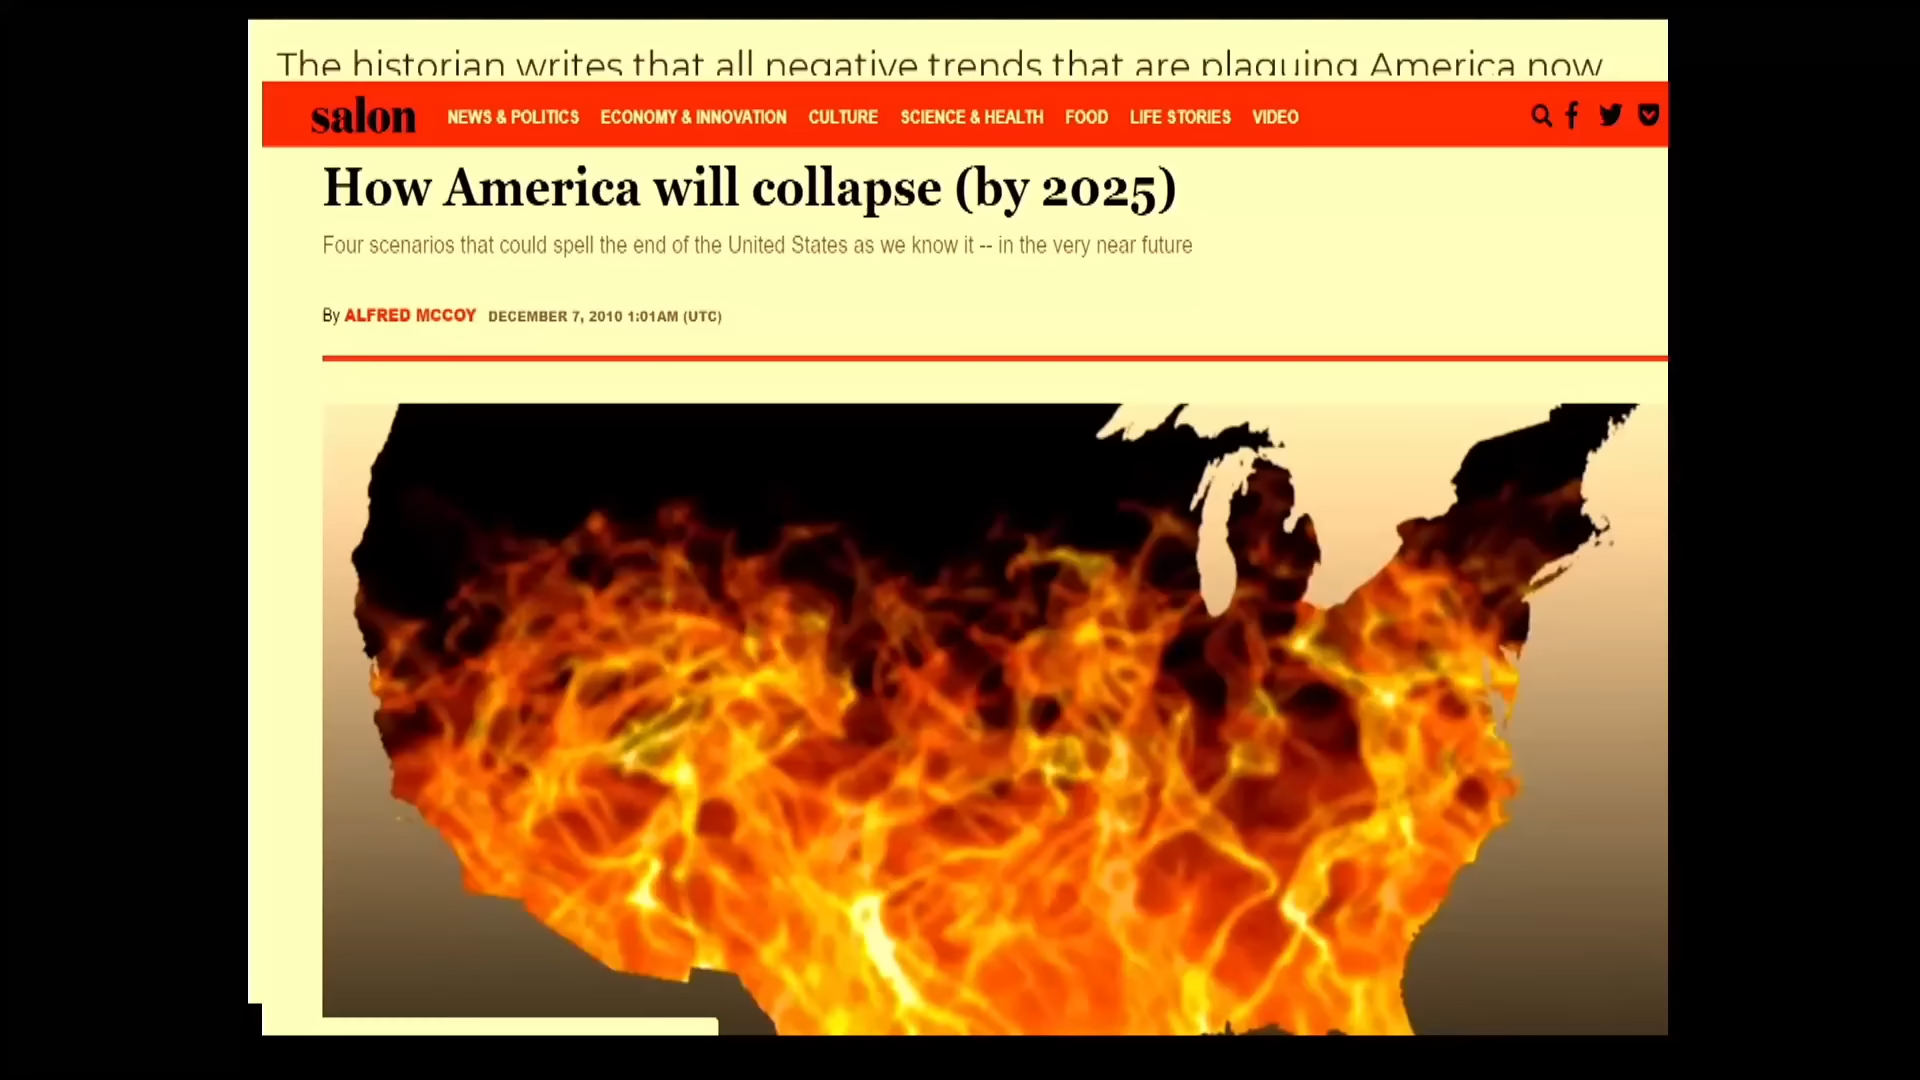 The historian writes that all negative trends that are plaguing America now
salon NEWS & POLITICS ECONOMY & INNOVATION CULTURE SCIENCE & HEALTH FOOD LIFE STORIES VIDEO
How America will collapse (by 2025)
Four scenarios that could spell the end of the United States as we know it -- in the very near future
By ALFRED MCCOY DECEMBER 7, 2010 1:01AM (UTC)